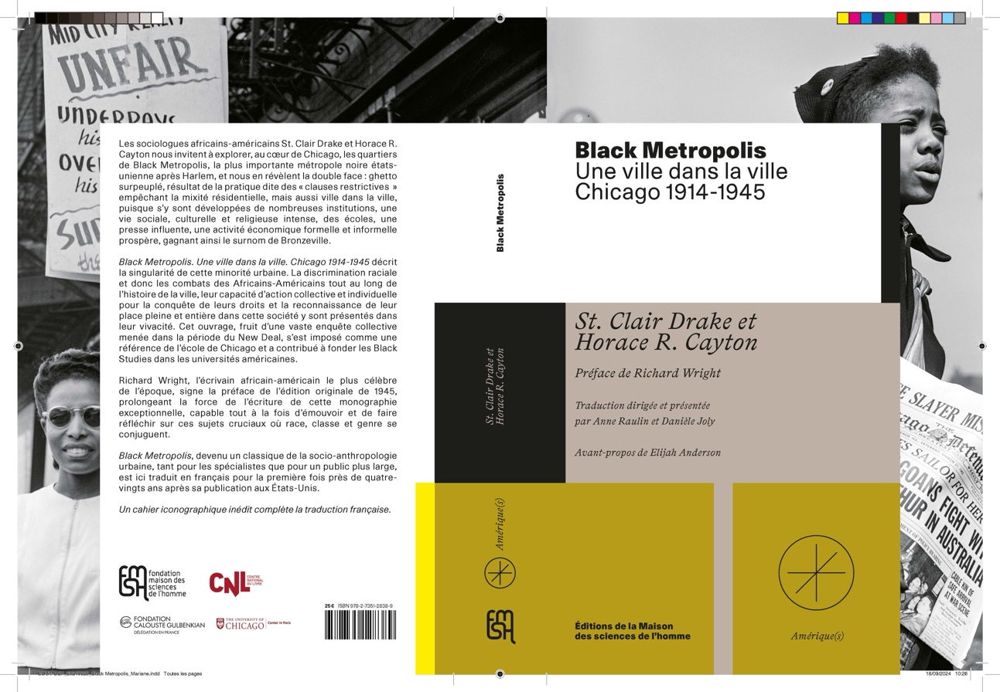 MID CITY REALTY
UNFAIR
UNDERPAYS
his
OVE
his
SU
the
Les sociologues africains-américains St. Clair Drake et Horace R.
Cayton nous invitent à explorer, au cœur de Chicago, les quartiers
de Black Metropolis, la plus importante métropole noire états-
unienne après Harlem, et nous en révèlent la double face : ghetto
surpeuplé, résultat de la pratique dite des « clauses restrictives »
empêchant la mixité résidentielle, mais aussi ville dans la ville,
puisque s’y sont développées de nombreuses institutions, une
vie sociale, culturelle et religieuse intense, des écoles, une
presse influente, une activité économique formelle et informelle
prospère, gagnant ainsi le surnom de Bronzeville.
Black Metropolis. Une ville dans la ville. Chicago 1914-1945 décrit
la singularité de cette minorité urbaine. La discrimination raciale
et donc les combats des Africains-Américains tout au long de
l’histoire de la ville, leur capacité d’action collective et individuelle
pour la conquête de leurs droits et la reconnaissance de leur
place pleine et entière dans cette société y sont présentés dans
leur vivacité. Cet ouvrage, fruit d’une vaste enquête collective
menée dans la période du New Deal, s’est imposé comme une
référence de l’école de Chicago et a contribué à fonder les Black
Studies dans les universités américaines.
Richard Wright, l’écrivain africain-américain le plus célèbre
de l’époque, signe la préface de l’édition originale de 1945,
prolongeant la force de l’écriture de cette monographie
exceptionnelle, capable tout à la fois d’émouvoir et de faire
réfléchir sur ces sujets cruciaux où race, classe et genre se
conjuguent.
Black Metropolis, devenu un classique de la socio-anthropologie
urbaine, tant pour les spécialistes que pour un public plus large,
est ici traduit en français pour la première fois près de quatre-
vingts ans après sa publication aux États-Unis.
Un cahier iconographique inédit complète la traduction française.
FMSH
fondation
maison des
sciences
de l’homme
CNL
CENTRE
NATIONAL
DU LIVRE
FONDATION
CALOUSTE GULBENKIAN
DÉLÉGATION EN FRANCE
THE UNIVERSITY OF
CHICAGO
Center in Paris
25 € ISBN 978-2-7351-2838-9
Black Metropolis
St. Clair Drake et
Horace R. Cayton
Amérique(s)
FMSH
Black Metropolis
Une ville dans la ville
Chicago 1914-1945
St. Clair Drake et
Horace R. Cayton
Préface de Richard Wright
Traduction dirigée et présentée
par Anne Raulin et Danièle Joly
Avant-propos de Elijah Anderson
Éditions de la Maison
des sciences de l’homme
Amérique(s)
E SLAYER MIS
THE
ago Defen
ES SAIL OR FOR HER
GOANS FIGHT WI
HUR IN AUSTRALIA
CABLE KIN OF
SAFE ARRIVAL
AT WAR SCENE
Metropolis_Mariane.indd Toutes les pages
18/09/2024 10:26